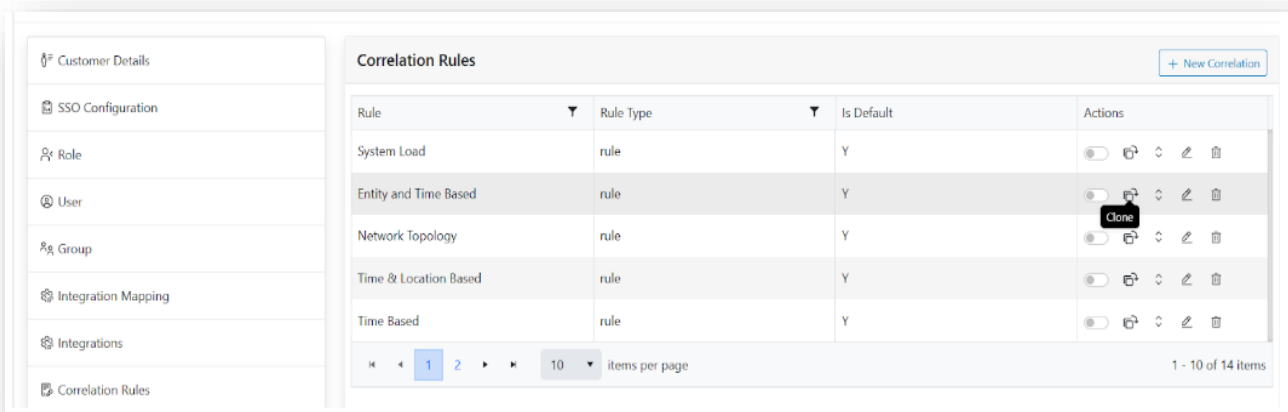 Customer Details
SSO Configuration
Role
User
Group
Integration Mapping
Integrations
Correlation Rules
Correlation Rules
+ New Correlation
Rule Rule Type Is Default Actions
System Load rule Y
Entity and Time Based rule Y
Clone
Network Topology rule Y
Time & Location Based rule Y
Time Based rule Y
1 2 10 items per page 1 - 10 of 14 items